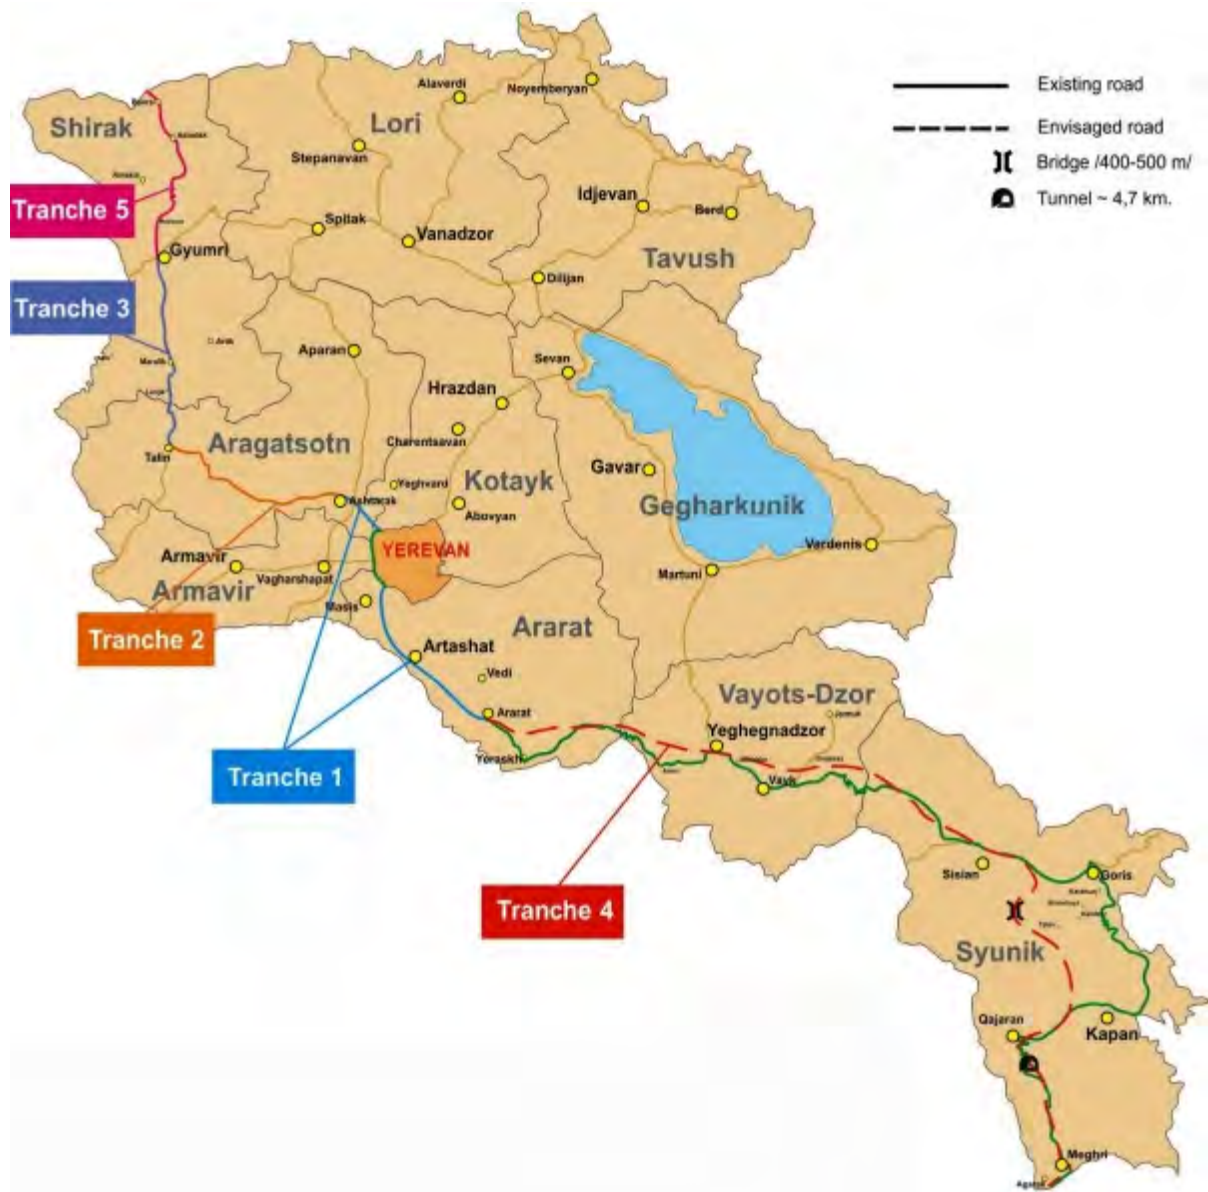 Existing road
Envisaged road
Bridge /400-500 m/
Tunnel ~ 4,7 km.
Shirak
Lori
Alaverdi
Noyemberyan
Stepanavan
Tranche 5
Idjevan
Berd
Spitak
Vanadzor
Gyumri
Tavush
Dilijan
Tranche 3
Aparan
Sevan
Hrazdan
Charentsavan
Aragatsotn
Talin
Gavar
Kotayk
Yeghvard
Ashtarak
Abovyan
Gegharkunik
YEREVAN
Vardenis
Armavir
Vagharshapat
Armavir
Martuni
Masis
Ararat
Tranche 2
Artashat
Vedi
Vayots-Dzor
Ararat
Yeghegnadzor
Yeraskh
Tranche 1
Vayk
Sisian
Goris
Tranche 4
Syunik
Qajaran
Kapan
Meghri